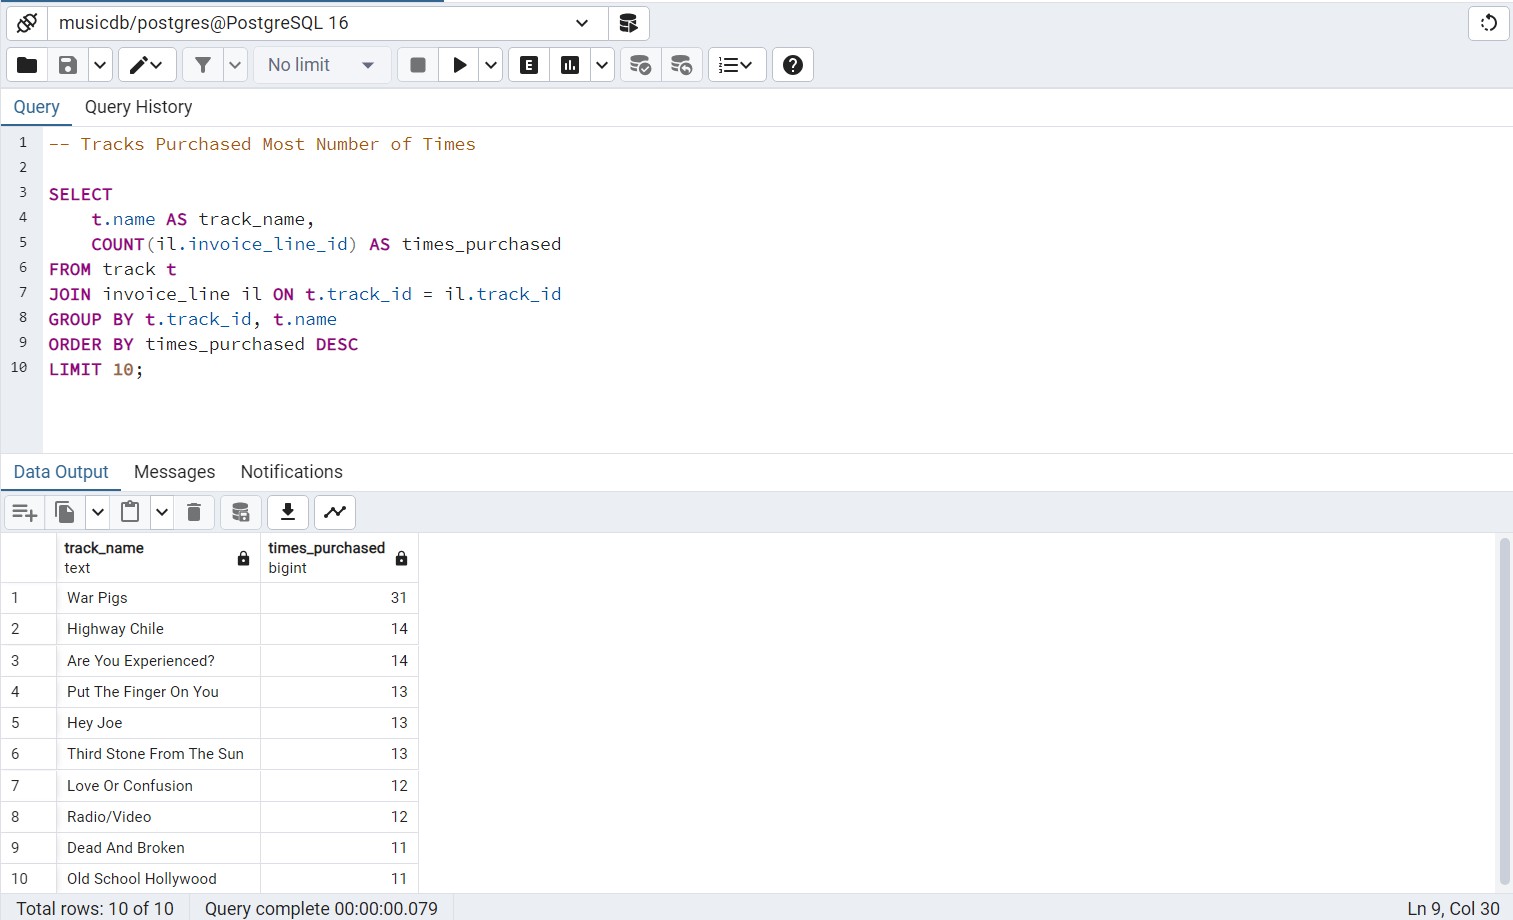 musicdb/postgres@PostgreSQL 16
No limit
E
Query Query History
1 -- Tracks Purchased Most Number of Times
2
3 SELECT
4 t.name AS track_name,
5 COUNT(il.invoice_line_id) AS times_purchased
6 FROM track t
7 JOIN invoice_line il ON t.track_id = il.track_id
8 GROUP BY t.track_id, t.name
9 ORDER BY times_purchased DESC
10 LIMIT 10;
Data Output Messages Notifications
track_name times_purchased
text bigint
1 War Pigs 31
2 Highway Chile 14
3 Are You Experienced? 14
4 Put The Finger On You 13
5 Hey Joe 13
6 Third Stone From The Sun 13
7 Love Or Confusion 12
8 Radio/Video 12
9 Dead And Broken 11
10 Old School Hollywood 11
Total rows: 10 of 10 Query complete 00:00:00.079 Ln 9, Col 30